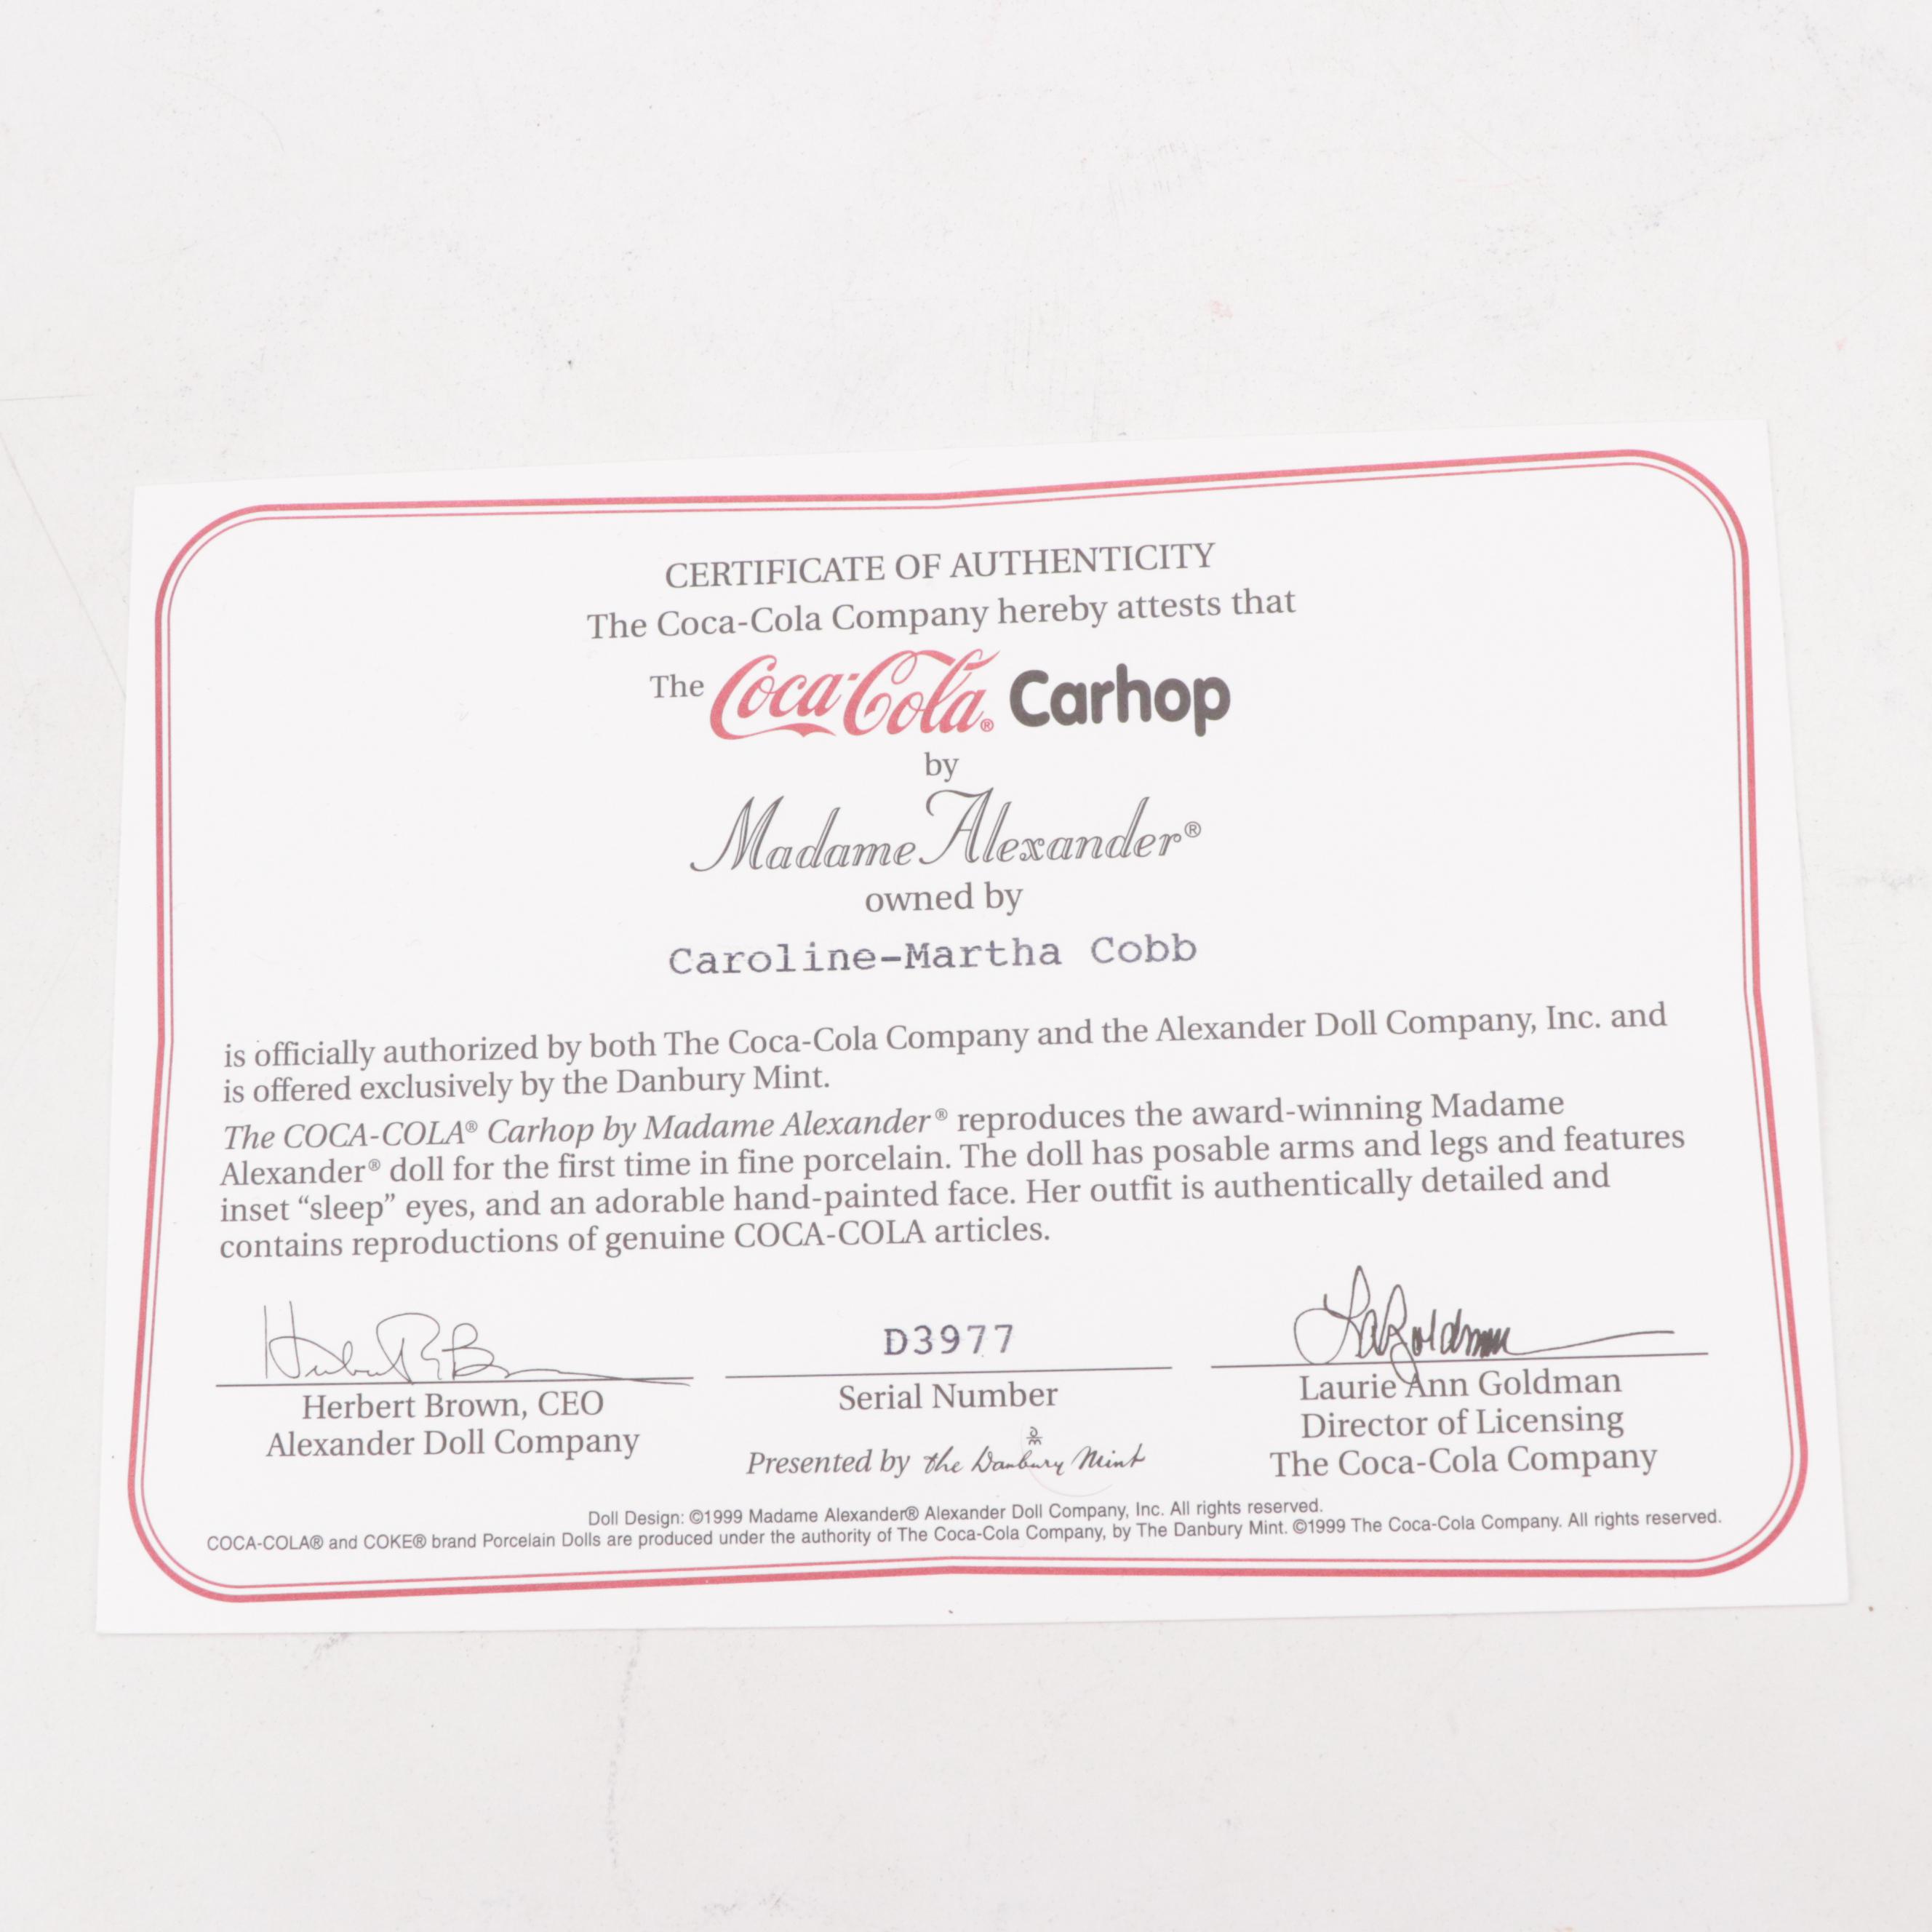 CERTIFICATE OF AUTHENTICITY
The Coca-Cola Company hereby attests that
The Coca-Cola® Carhop
by
Madame Alexander®
owned by
Caroline-Martha Cobb
is officially authorized by both The Coca-Cola Company and the Alexander Doll Company, Inc. and
is offered exclusively by the Danbury Mint.
The COCA-COLA® Carhop by Madame Alexander® reproduces the award-winning Madame
Alexander® doll for the first time in fine porcelain. The doll has posable arms and legs and features
inset “sleep” eyes, and an adorable hand-painted face. Her outfit is authentically detailed and
contains reproductions of genuine COCA-COLA articles.
Herbert Brown, CEO
Alexander Doll Company
D3977
Serial Number
Presented by the Danbury Mint
Laurie Ann Goldman
Director of Licensing
The Coca-Cola Company
Doll Design: ©1999 Madame Alexander® Alexander Doll Company, Inc. All rights reserved.
COCA-COLA® and COKE® brand Porcelain Dolls are produced under the authority of The Coca-Cola Company, by The Danbury Mint. ©1999 The Coca-Cola Company. All rights reserved.